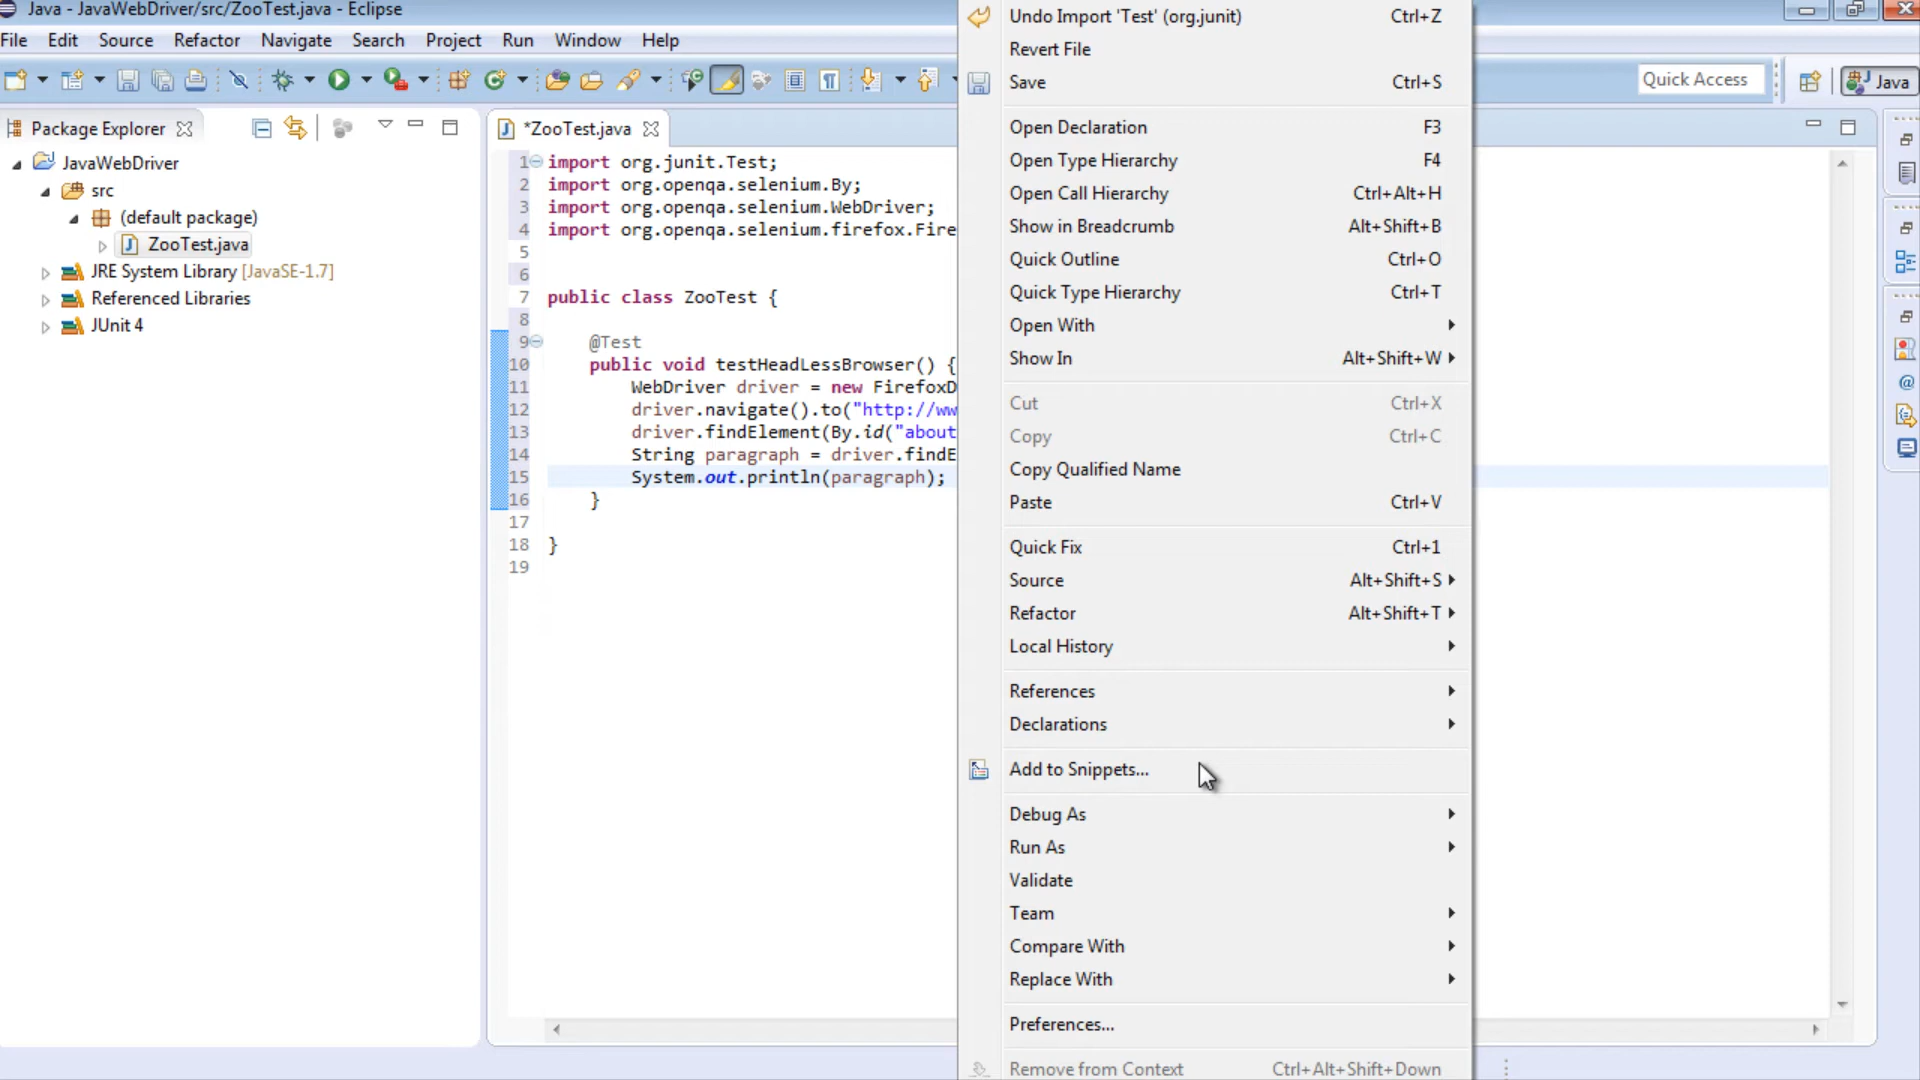 Java - JavaWebDriver/src/ZooTest.java - Eclipse
File Edit Source Refactor Navigate Search Project Run Window Help
Quick Access
Java
Package Explorer
JavaWebDriver
src
(default package)
ZooTest.java
JRE System Library [JavaSE-1.7]
Referenced Libraries
JUnit 4
*ZooTest.java
1 import org.junit.Test;
2 import org.openqa.selenium.By;
3 import org.openqa.selenium.WebDriver;
4 import org.openqa.selenium.firefox.Fire
5
6
7 public class ZooTest {
8
9 @Test
10 public void testHeadLessBrowser() {
11 WebDriver driver = new FirefoxD
12 driver.navigate().to("http://ww
13 driver.findElement(By.id("about
14 String paragraph = driver.findE
15 System.out.println(paragraph);
16 }
17
18 }
19
Undo Import 'Test' (org.junit) Ctrl+Z
Revert File
Save Ctrl+S
Open Declaration F3
Open Type Hierarchy F4
Open Call Hierarchy Ctrl+Alt+H
Show in Breadcrumb Alt+Shift+B
Quick Outline Ctrl+O
Quick Type Hierarchy Ctrl+T
Open With
Show In Alt+Shift+W
Cut Ctrl+X
Copy Ctrl+C
Copy Qualified Name
Paste Ctrl+V
Quick Fix Ctrl+1
Source Alt+Shift+S
Refactor Alt+Shift+T
Local History
References
Declarations
Add to Snippets...
Debug As
Run As
Validate
Team
Compare With
Replace With
Preferences...
Remove from Context Ctrl+Alt+Shift+Down